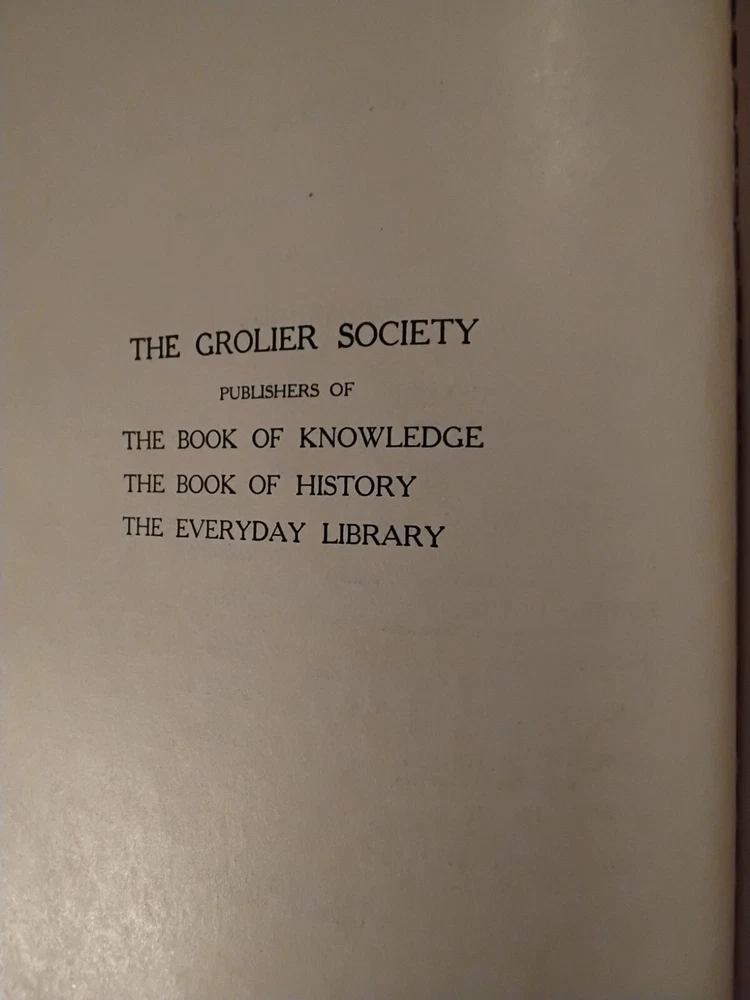 THE GROLIER SOCIETY
PUBLISHERS OF
THE BOOK OF KNOWLEDGE
THE BOOK OF HISTORY
THE EVERYDAY LIBRARY